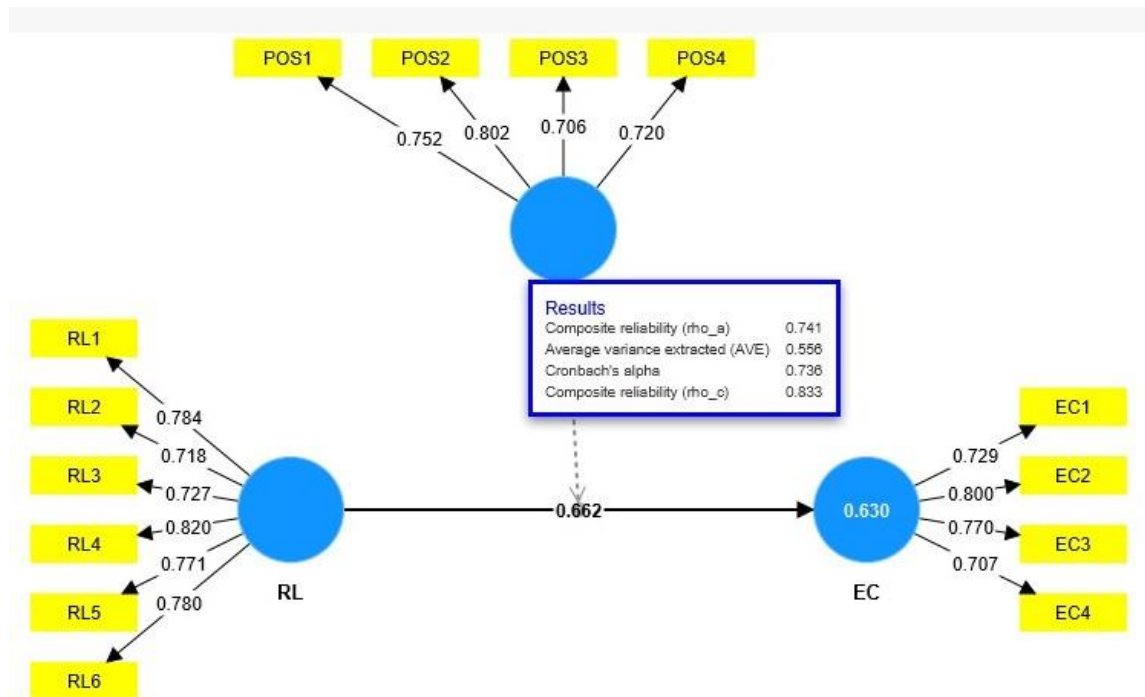 POS1 POS2 POS3 POS4
0.752 0.802 0.706 0.720
Results
Composite reliability (rho_a) 0.741
Average variance extracted (AVE) 0.556
Cronbach's alpha 0.736
Composite reliability (rho_c) 0.833
RL1
RL2
RL3
RL4
RL5
RL6
0.784
0.718
0.727
0.820
0.771
0.780
RL
0.662
0.630
EC
0.729
0.800
0.770
0.707
EC1
EC2
EC3
EC4